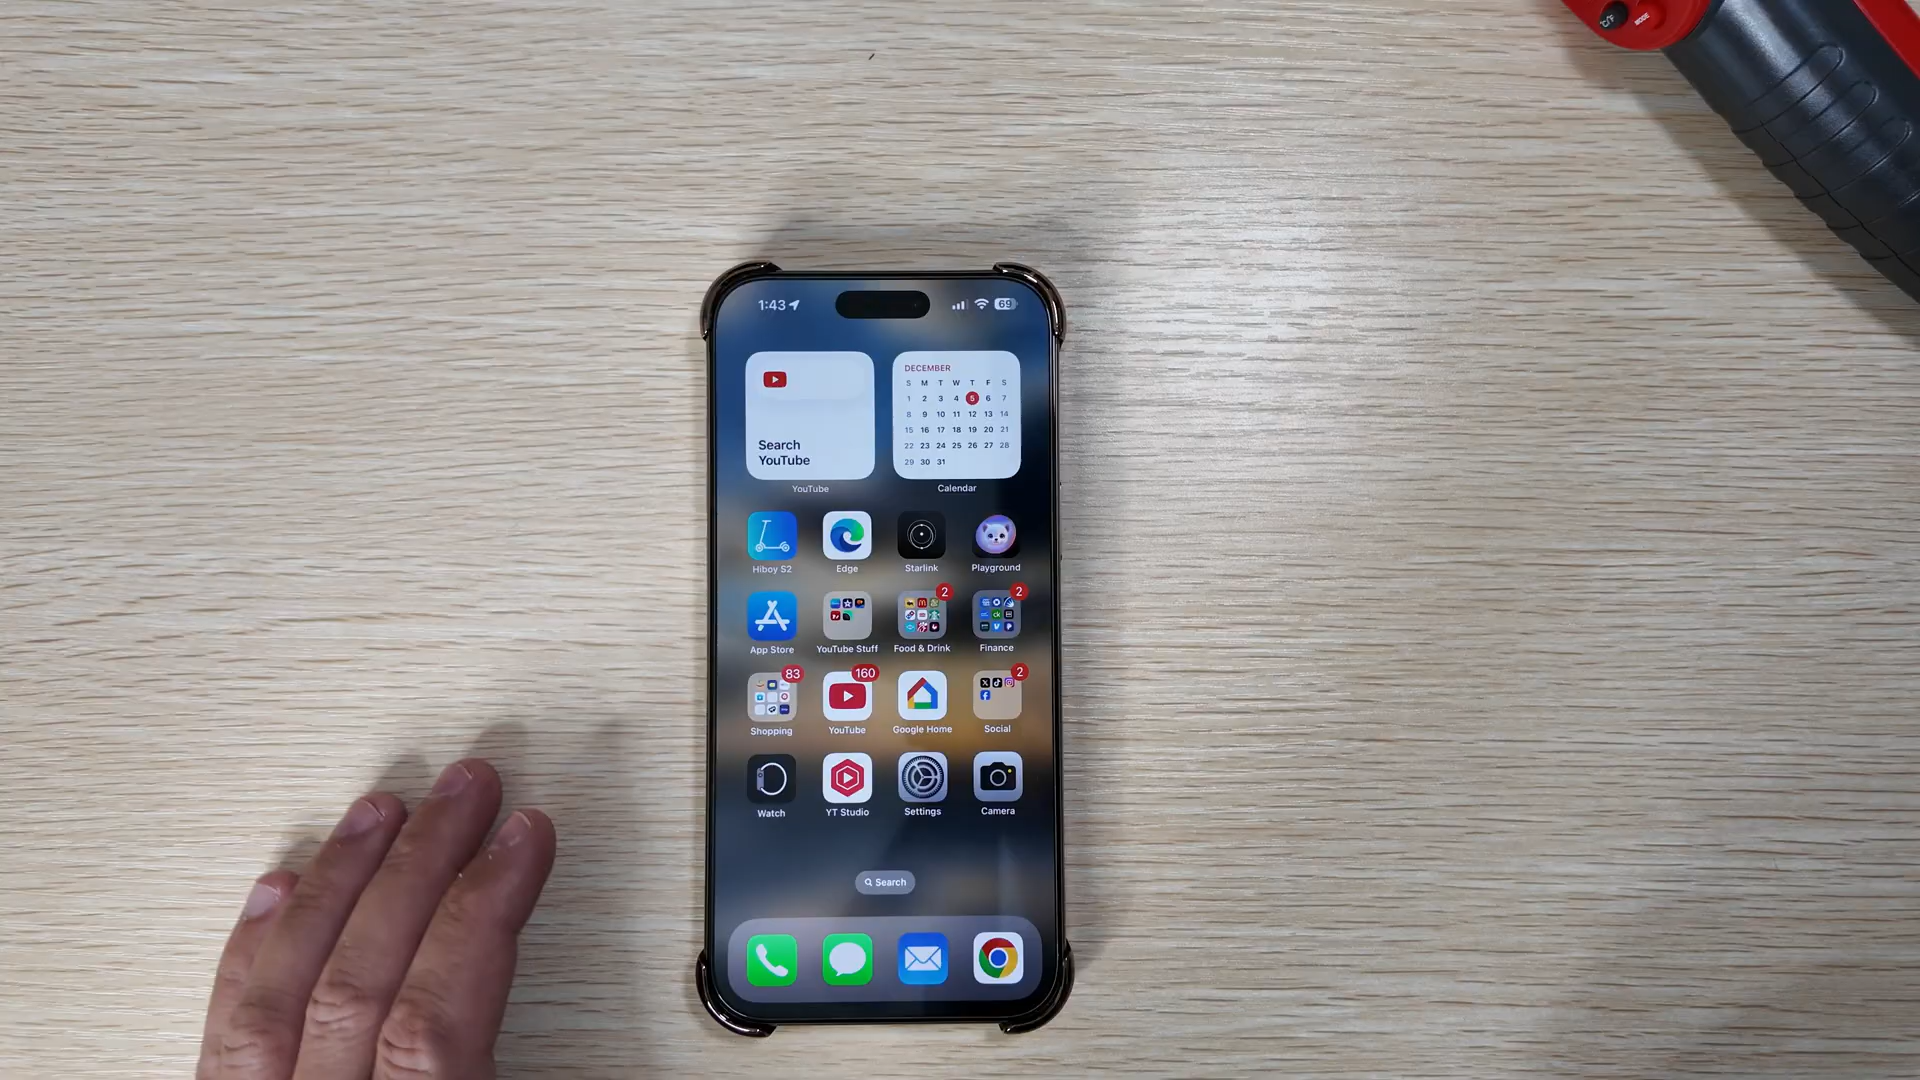 °C/°F
MODE
1:43
69
Search
YouTube
YouTube
DECEMBER
S M T W T F S
1 2 3 4 5 6 7
8 9 10 11 12 13 14
15 16 17 18 19 20 21
22 23 24 25 26 27 28
29 30 31
Calendar
Hiboy S2
Edge
Starlink
Playground
2
2
App Store
YouTube Stuff
Food & Drink
Finance
83
160
2
Shopping
YouTube
Google Home
Social
Watch
YT Studio
Settings
Camera
Search